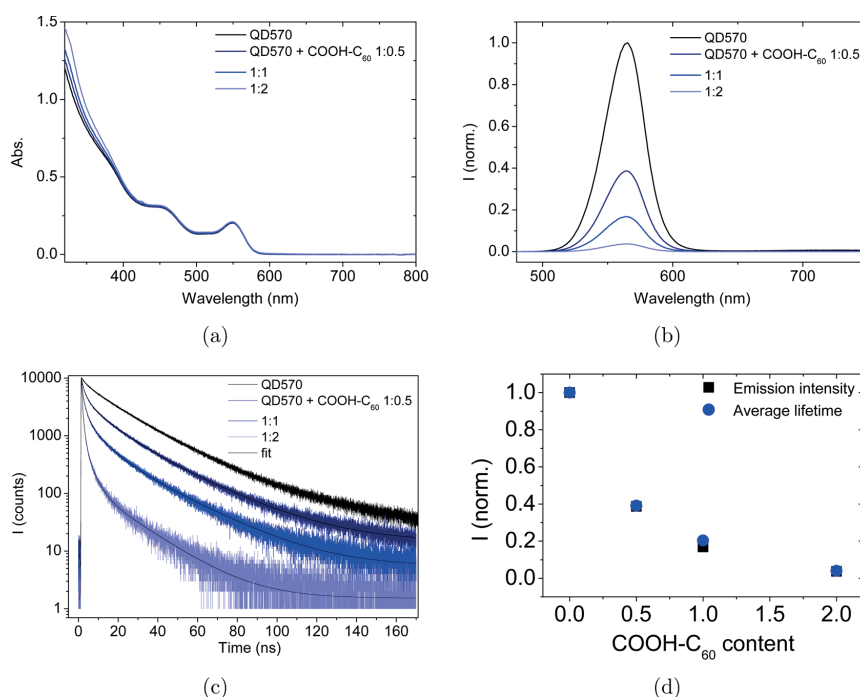 1.5
1.0
0.5
0.0
Abs.
400
500
600
700
800
Wavelength (nm)
QD570
QD570 + COOH-C60 1:0.5
1:1
1:2
(a)
1.0
0.8
0.6
0.4
0.2
0.0
I (norm.)
500
600
700
Wavelength (nm)
QD570
QD570 + COOH-C60 1:0.5
1:1
1:2
(b)
10000
1000
100
10
1
I (counts)
0
20
40
60
80
100
120
140
160
Time (ns)
QD570
QD570 + COOH-C60 1:0.5
1:1
1:2
fit
(c)
1.0
0.8
0.6
0.4
0.2
0.0
I (norm.)
0.0
0.5
1.0
1.5
2.0
COOH-C60 content
Emission intensity
Average lifetime
(d)